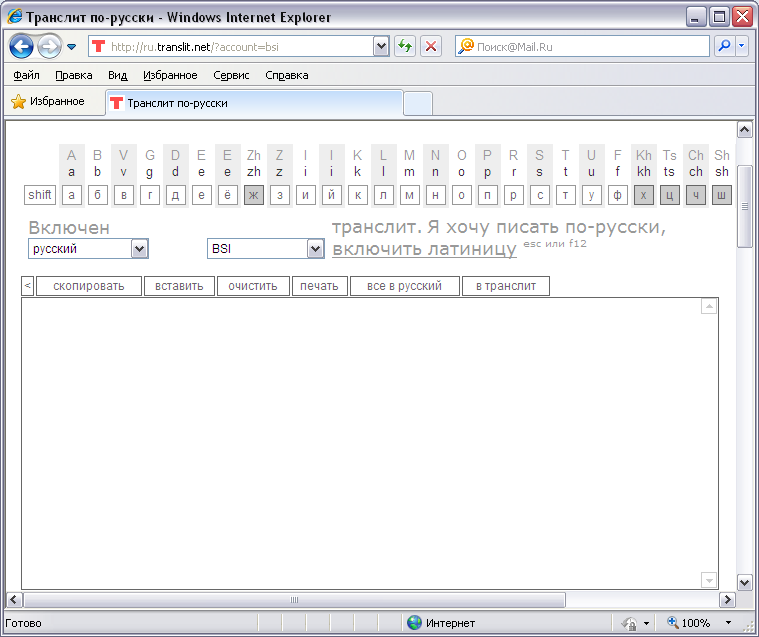 Транслит по-русски - Windows Internet Explorer
http://ru.translit.net/?account=bsi
Поиск@Mail.Ru
Файл Правка Вид Избранное Сервис Справка
Избранное Транслит по-русски
A B V G D E E Zh Z I I K L M N O P R S T U F Kh Ts Ch Sh
a b v g d e e zh z i i k l m n o p r s t u f kh ts ch sh
shift а б в г д е ё ж з и й к л м н о п р с т у ф х ц ч ш
Включен
русский BSI
транслит. Я хочу писать по-русски,
включить латиницу esc или f12
< скопировать вставить очистить печать все в русский в транслит
Готово Интернет 100%